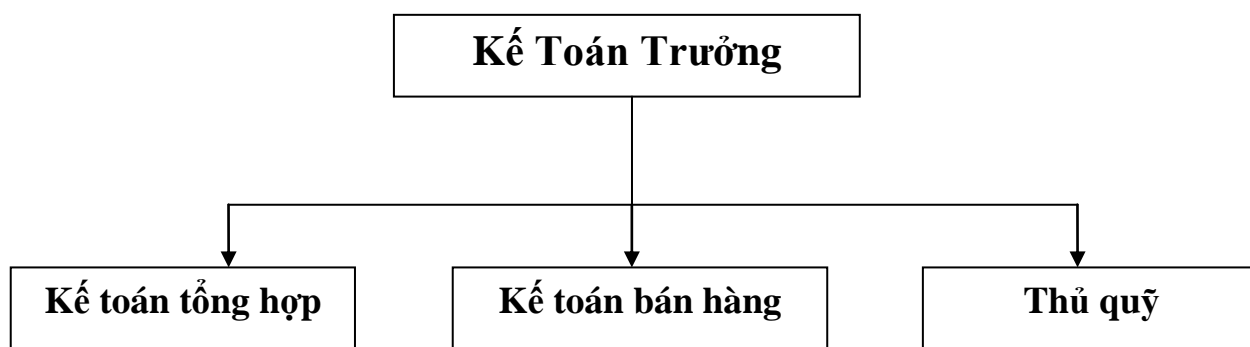 Kế Toán Trưởng
Kế toán tổng hợp
Kế toán bán hàng
Thủ quỹ